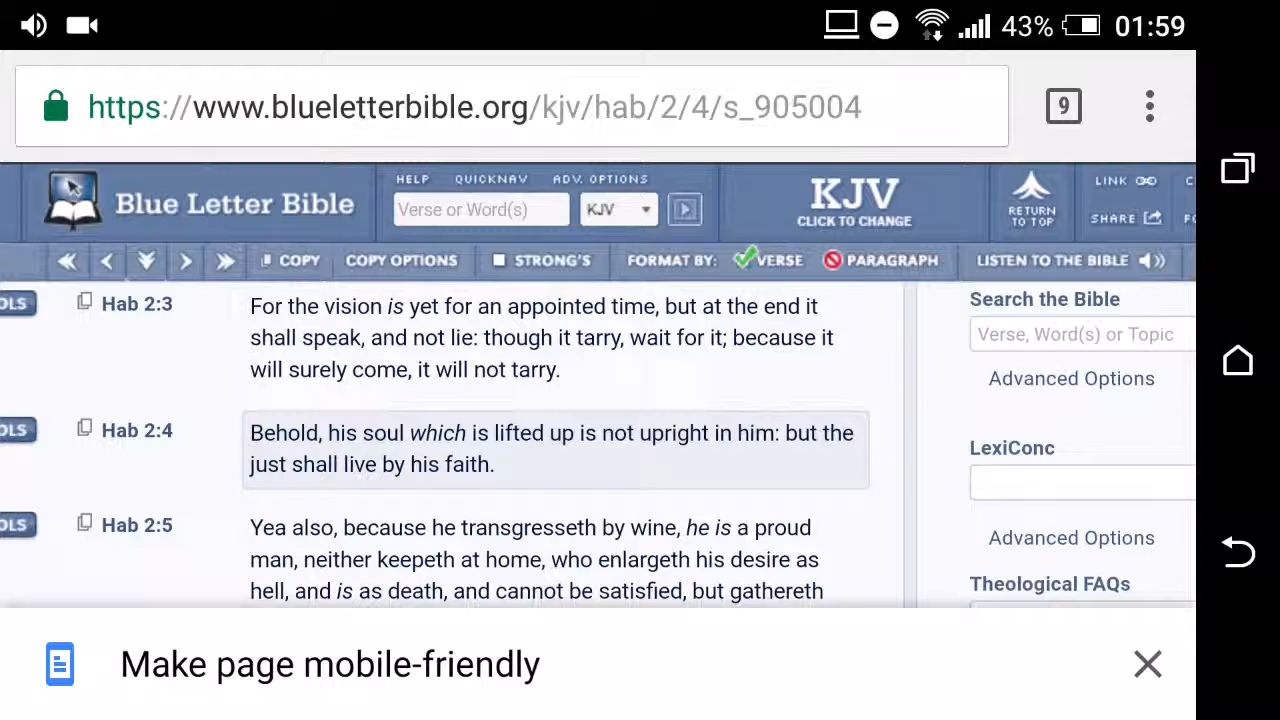 43% 01:59
https://www.blueletterbible.org/kjv/hab/2/4/s_905004
9
Blue Letter Bible
HELP QUICKNAV ADV. OPTIONS
Verse or Word(s) KJV
KJV
CLICK TO CHANGE
RETURN
TO TOP
LINK
SHARE
COPY COPY OPTIONS STRONG'S FORMAT BY: VERSE PARAGRAPH LISTEN TO THE BIBLE
OLS Hab 2:3 For the vision is yet for an appointed time, but at the end it
shall speak, and not lie: though it tarry, wait for it; because it
will surely come, it will not tarry.
OLS Hab 2:4 Behold, his soul which is lifted up is not upright in him: but the
just shall live by his faith.
OLS Hab 2:5 Yea also, because he transgresseth by wine, he is a proud
man, neither keepeth at home, who enlargeth his desire as
hell, and is as death, and cannot be satisfied, but gathereth
Search the Bible
Verse, Word(s) or Topic
Advanced Options
LexiConc
Advanced Options
Theological FAQs
Make page mobile-friendly